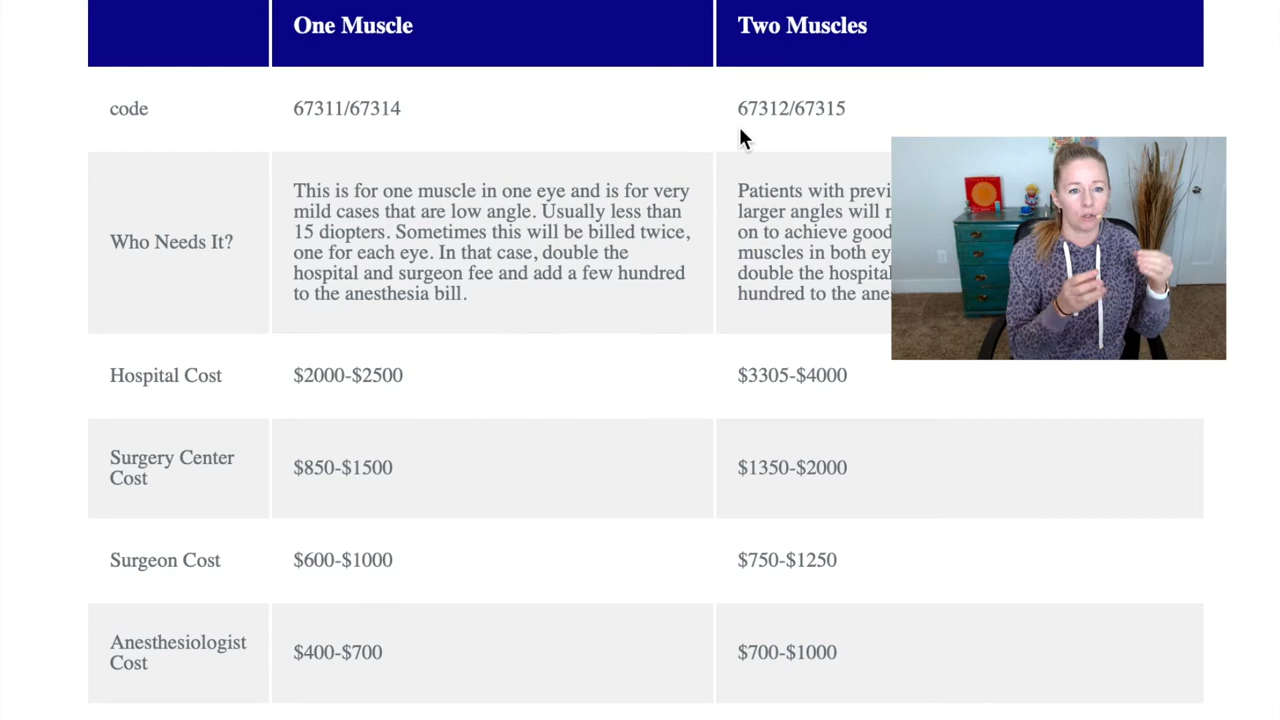 One Muscle
Two Muscles
code
67311/67314
67312/67315
Who Needs It?
This is for one muscle in one eye and is for very
mild cases that are low angle. Usually less than
15 diopters. Sometimes this will be billed twice,
one for each eye. In that case, double the
hospital and surgeon fee and add a few hundred
to the anesthesia bill.
Patients with
larger angles will
on to achieve good
muscles in both
double the
hundred to the
Hospital Cost
$2000-$2500
$3305-$4000
Surgery Center
Cost
$850-$1500
$1350-$2000
Surgeon Cost
$600-$1000
$750-$1250
Anesthesiologist
Cost
$400-$700
$700-$1000